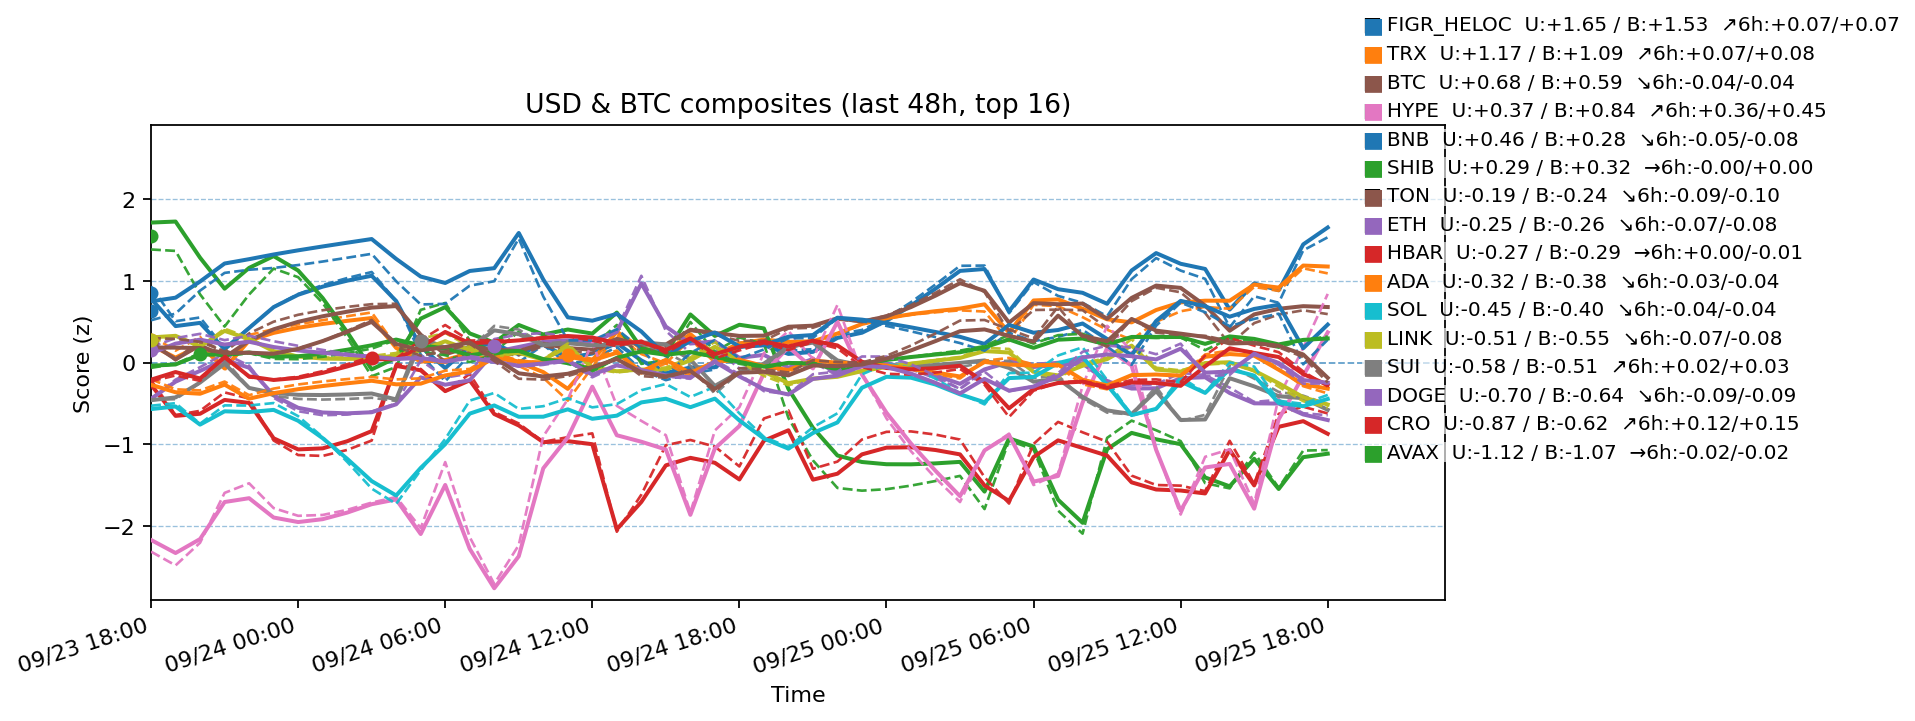 USD & BTC composites (last 48h, top 16)
FIGR_HELOC U:+1.65 / B:+1.53 ↗6h:+0.07/+0.07
TRX U:+1.17 / B:+1.09 ↗6h:+0.07/+0.08
BTC U:+0.68 / B:+0.59 ↘6h:-0.04/-0.04
HYPE U:+0.37 / B:+0.84 ↗6h:+0.36/+0.45
BNB U:+0.46 / B:+0.28 ↘6h:-0.05/-0.08
SHIB U:+0.29 / B:+0.32 →6h:-0.00/+0.00
TON U:-0.19 / B:-0.24 ↘6h:-0.09/-0.10
ETH U:-0.25 / B:-0.26 ↘6h:-0.07/-0.08
HBAR U:-0.27 / B:-0.29 →6h:+0.00/-0.01
ADA U:-0.32 / B:-0.38 ↘6h:-0.03/-0.04
SOL U:-0.45 / B:-0.40 ↘6h:-0.04/-0.04
LINK U:-0.51 / B:-0.55 ↘6h:-0.07/-0.08
SUI U:-0.58 / B:-0.51 ↗6h:+0.02/+0.03
DOGE U:-0.70 / B:-0.64 ↘6h:-0.09/-0.09
CRO U:-0.87 / B:-0.62 ↗6h:+0.12/+0.15
AVAX U:-1.12 / B:-1.07 →6h:-0.02/-0.02
Score (z)
2
1
0
−1
−2
09/23 18:00
09/24 00:00
09/24 06:00
09/24 12:00
09/24 18:00
09/25 00:00
09/25 06:00
09/25 12:00
09/25 18:00
Time